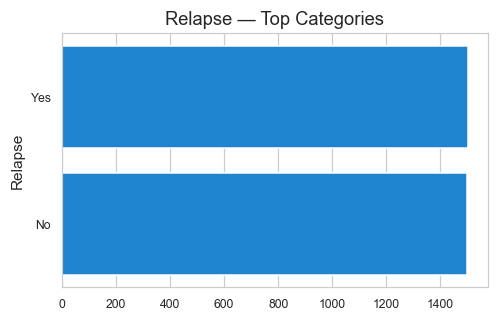 Relapse — Top Categories
Yes
Relapse
No
0 200 400 600 800 1000 1200 1400